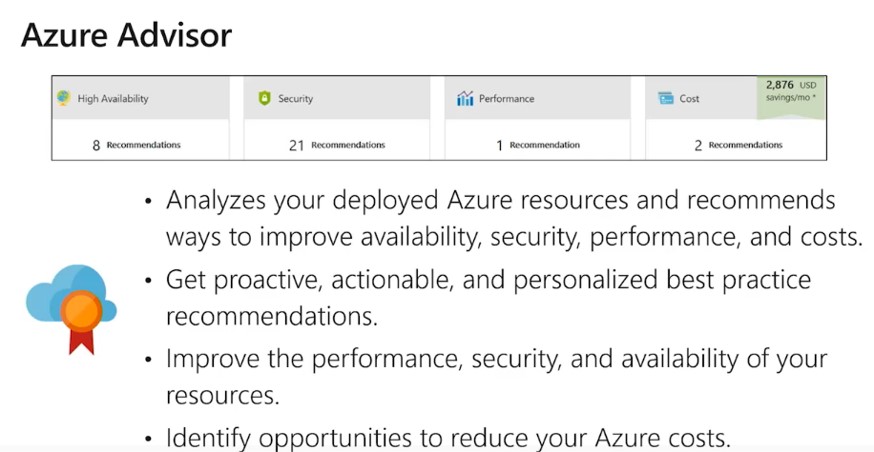 Azure Advisor
High Availability
Security
Performance
Cost
2,876 USD
savings/mo *
8 Recommendations
21 Recommendations
1 Recommendation
2 Recommendations
• Analyzes your deployed Azure resources and recommends
ways to improve availability, security, performance, and costs.
• Get proactive, actionable, and personalized best practice
recommendations.
• Improve the performance, security, and availability of your
resources.
• Identify opportunities to reduce your Azure costs.